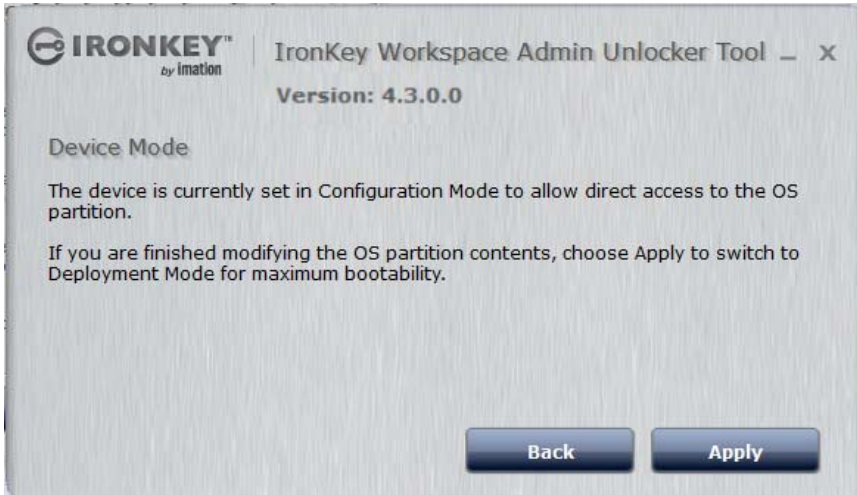 IRONKEY™
by imation
IronKey Workspace Admin Unlocker Tool
Version: 4.3.0.0
Device Mode
The device is currently set in Configuration Mode to allow direct access to the OS
partition.
If you are finished modifying the OS partition contents, choose Apply to switch to
Deployment Mode for maximum bootability.
Back Apply